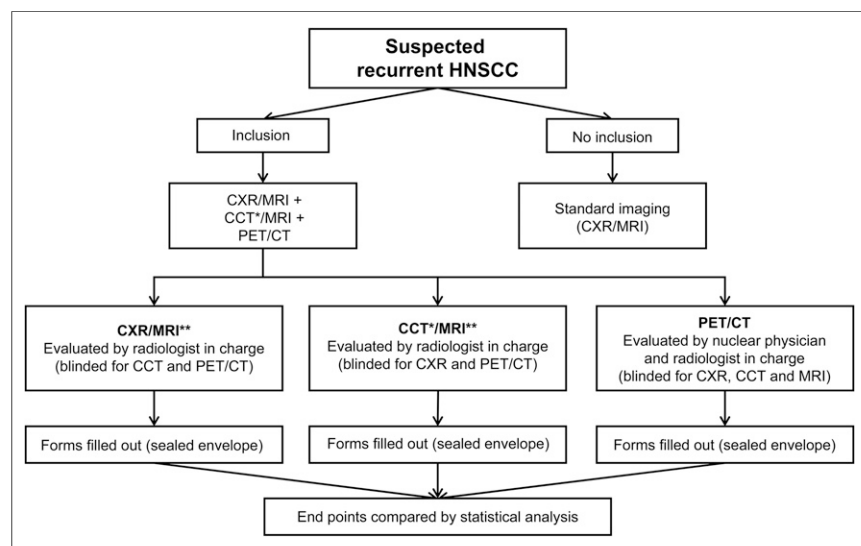 Suspected
recurrent HNSCC
Inclusion
No inclusion
CXR/MRI +
CCT*/MRI +
PET/CT
Standard imaging
(CXR/MRI)
CXR/MRI**
Evaluated by radiologist in charge
(blinded for CCT and PET/CT)
CCT*/MRI**
Evaluated by radiologist in charge
(blinded for CXR and PET/CT)
PET/CT
Evaluated by nuclear physician
and radiologist in charge
(blinded for CXR, CCT and MRI)
Forms filled out (sealed envelope)
Forms filled out (sealed envelope)
Forms filled out (sealed envelope)
End points compared by statistical analysis